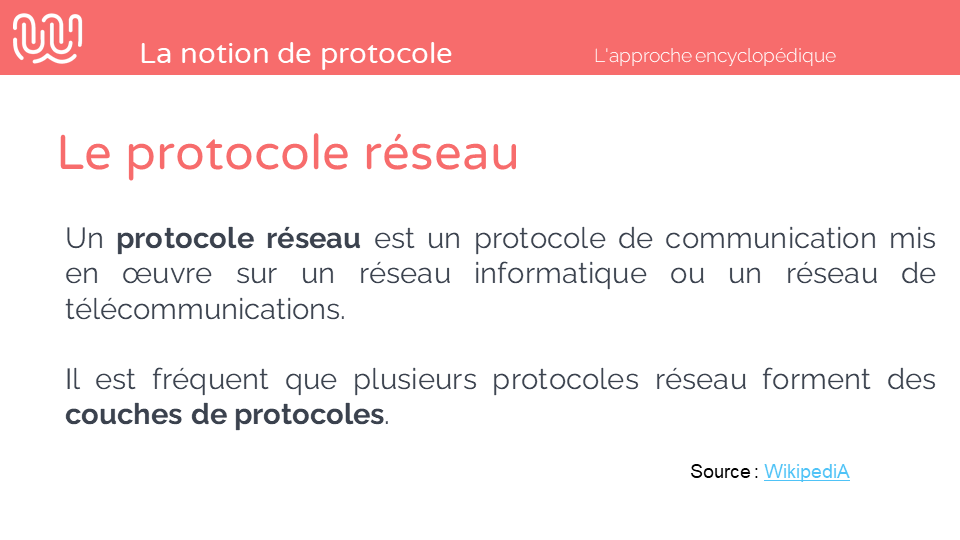 La notion de protocole
L'approche encyclopédique
Le protocole réseau
Un protocole réseau est un protocole de communication mis
en œuvre sur un réseau informatique ou un réseau de
télécommunications.
Il est fréquent que plusieurs protocoles réseau forment des
couches de protocoles.
Source : WikipediA